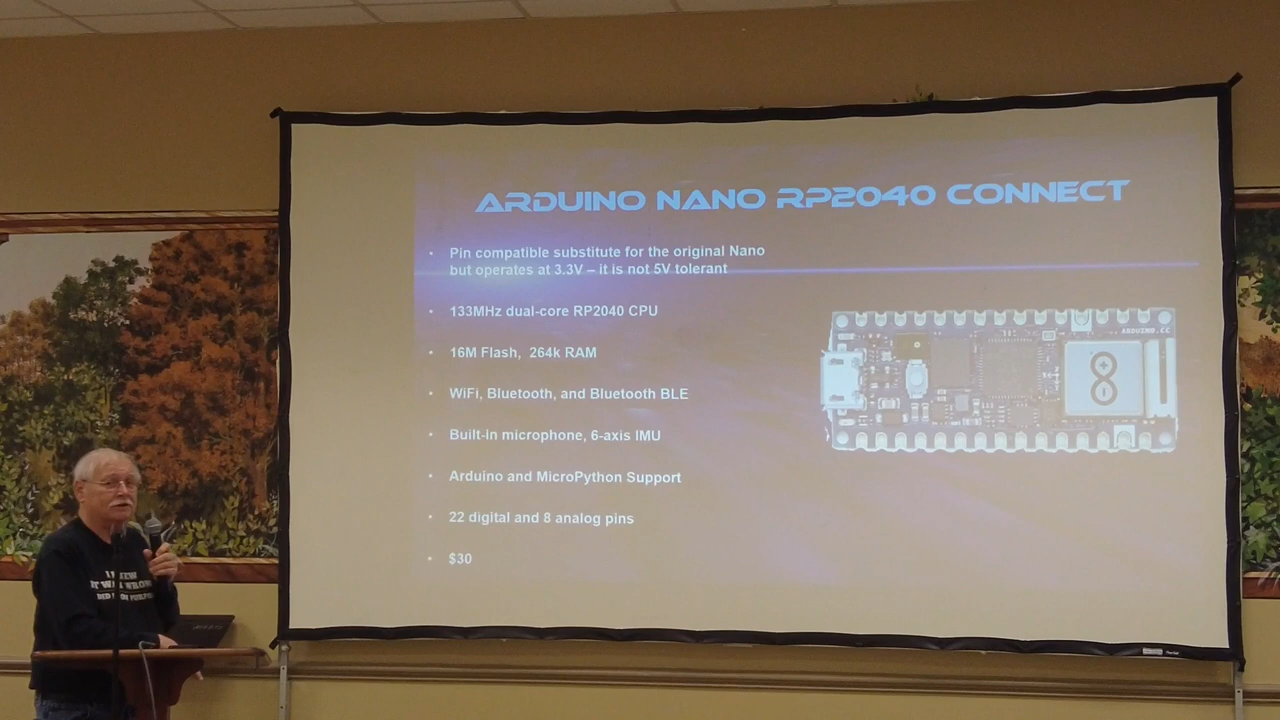 ARDUINO NANO RP2040 CONNECT
• Pin compatible substitute for the original Nano
but operates at 3.3V – it is not 5V tolerant
• 133MHz dual-core RP2040 CPU
• 16M Flash, 264k RAM
• WiFi, Bluetooth, and Bluetooth BLE
• Built-in microphone, 6-axis IMU
• Arduino and MicroPython Support
• 22 digital and 8 analog pins
• $30
ARDUINO.CC